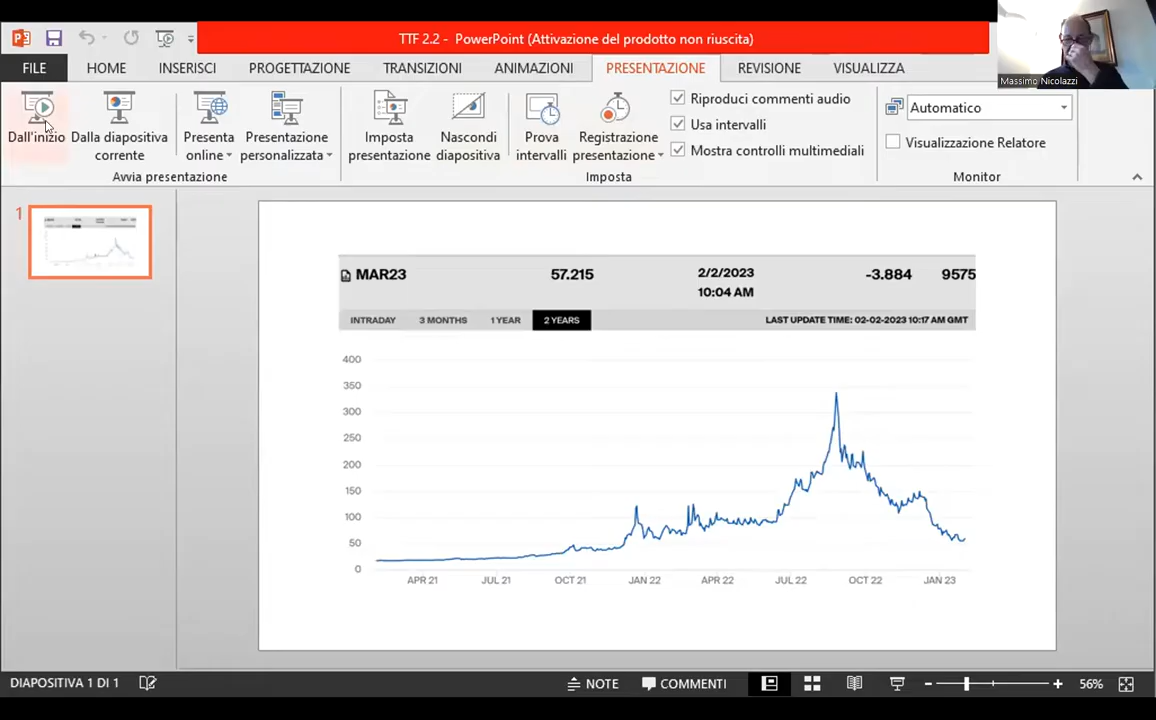 TTF 2.2 - PowerPoint (Attivazione del prodotto non riuscita)
Massimo Nicolazzi
FILE HOME INSERISCI PROGETTAZIONE TRANSIZIONI ANIMAZIONI PRESENTAZIONE REVISIONE VISUALIZZA
Dall'inizio
Dalla diapositiva
corrente
Presenta
online
Presentazione
personalizzata
Avvia presentazione
Imposta
presentazione
Nascondi
diapositiva
Prova
intervalli
Registrazione
presentazione
Riproduci commenti audio
Usa intervalli
Mostra controlli multimediali
Imposta
Automatico
Visualizzazione Relatore
Monitor
1
MAR23 57.215 2/2/2023 -3.884 9575
10:04 AM
INTRADAY 3 MONTHS 1 YEAR 2 YEARS LAST UPDATE TIME: 02-02-2023 10:17 AM GMT
400
350
300
250
200
150
100
50
0
APR 21 JUL 21 OCT 21 JAN 22 APR 22 JUL 22 OCT 22 JAN 23
DIAPOSITIVA 1 DI 1 NOTE COMMENTI 56%